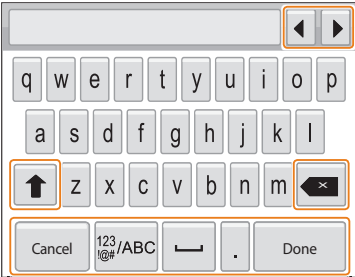 q w e r t y u i o p
a s d f g h j k l
z x c v b n m
Cancel 123 !@# /ABC . Done